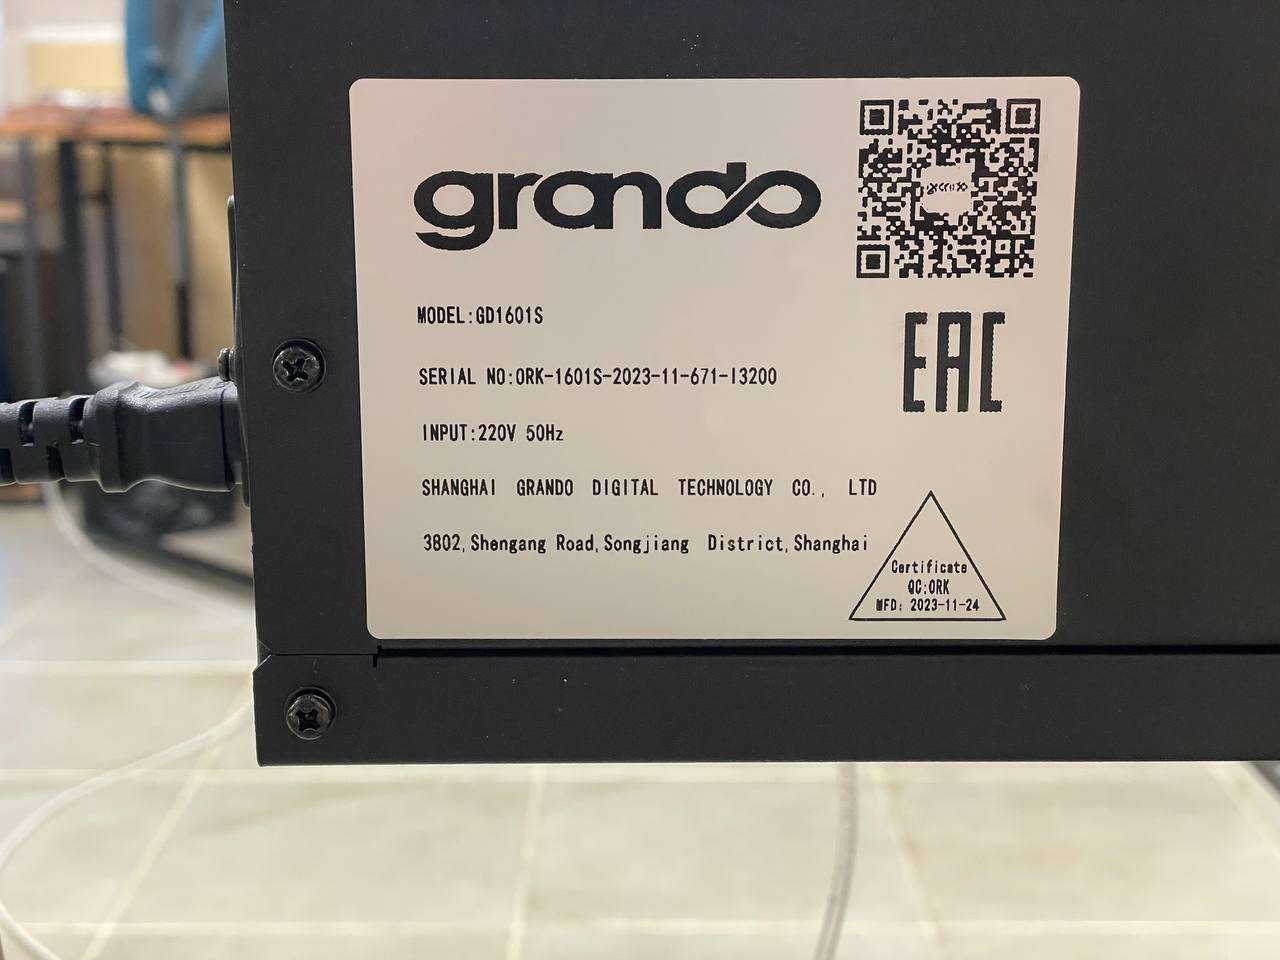 grando
MODEL:GD1601S
EAC
SERIAL NO:ORK-1601S-2023-11-671-I3200
INPUT:220V 50Hz
SHANGHAI GRANDO DIGITAL TECHNOLOGY CO., LTD
3802,Shengang Road,Songjiang District,Shanghai
Certificate
QC:ORK
MFD: 2023-11-24